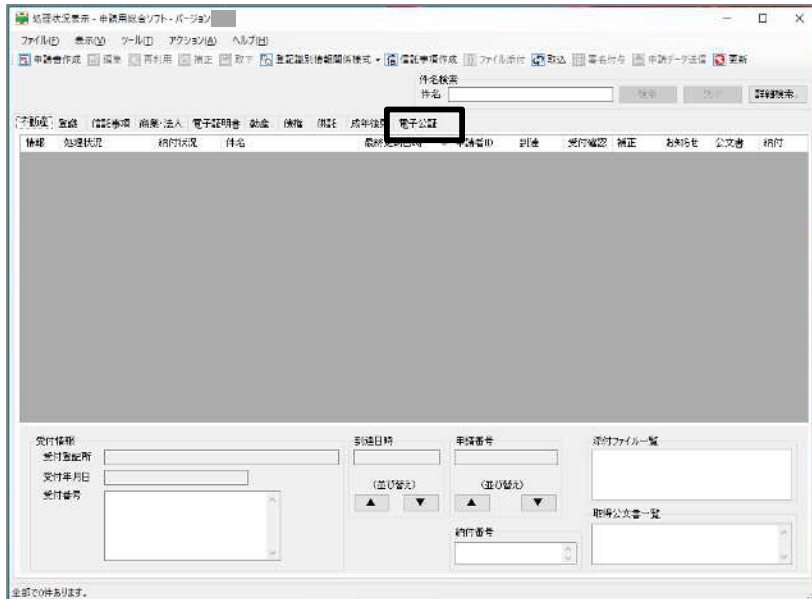 処理状況表示 - 申請用総合ソフト - バージョン
ファイル(F) 表示(V) ツール(T) アクション(A) ヘルプ(H)
申請書作成 編集 再利用 補正 取下 登記識別情報関係様式 信託事項作成 ファイル添付 取込 署名付与 申請データ送信 更新
件名検索
件名 検索 クリア 詳細検索
不動産 登録 信託事項 商業・法人 電子証明書 動産 債権 供託 成年後見 電子公証
情報 処理状況 納付状況 件名 最終更新日時 申請者ID 到達 受付確認 補正 お知らせ 公文書 納付
受付情報 到達日時 申請番号 添付ファイル一覧
受付登記所
受付年月日
(並び替え) (並び替え)
受付番号
▲ ▼ ▲ ▼
取得公文書一覧
納付番号
全部で0件あります。